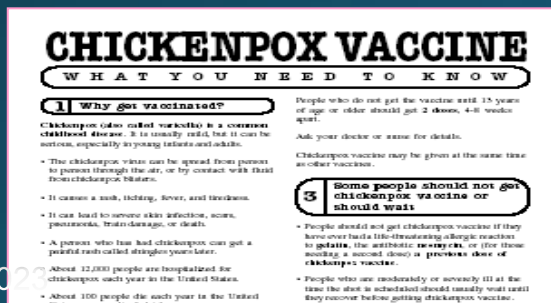 CHICKENPOX VACCINE
WHAT YOU NEED TO KNOW
1 Why get vaccinated?
Chickenpox (also called varicella) is a common
childhood disease. It is usually mild, but it can be
serious, especially in young infants and adults.
• The chickenpox virus can be spread from person
to person through the air, or by contact with fluid
from chickenpox blisters.
• It causes a rash, itching, fever, and tiredness.
• It can lead to severe skin infection, scars,
pneumonia, brain damage, or death.
• A person who has had chickenpox can get a
painful rash called shingles years later.
• About 12,000 people are hospitalized for
chickenpox each year in the United States.
• About 100 people die each year in the United
People who do not get the vaccine until 13 years
of age or older should get 2 doses, 4-8 weeks
apart.
Ask your doctor or nurse for details.
Chickenpox vaccine may be given at the same time
as other vaccines.
3 Some people should not get
chickenpox vaccine or
should wait
• People should not get chickenpox vaccine if they
have ever had a life-threatening allergic reaction
to gelatin, the antibiotic neomycin, or (for those
needing a second dose) a previous dose of
chickenpox vaccine.
• People who are moderately or severely ill at the
time the shot is scheduled should usually wait until
they recover before getting chickenpox vaccine.
023